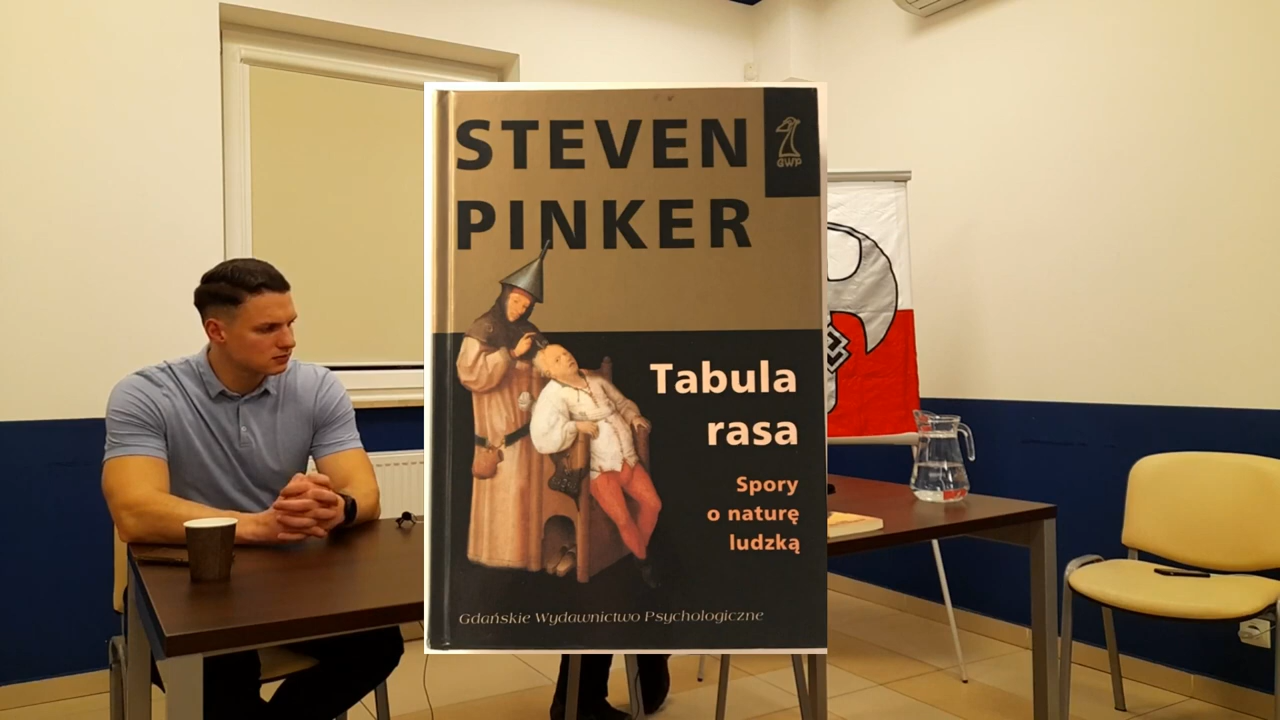 STEVEN
PINKER
GWP
Tabula
rasa
Spory
o naturę
ludzką
Gdańskie Wydawnictwo Psychologiczne